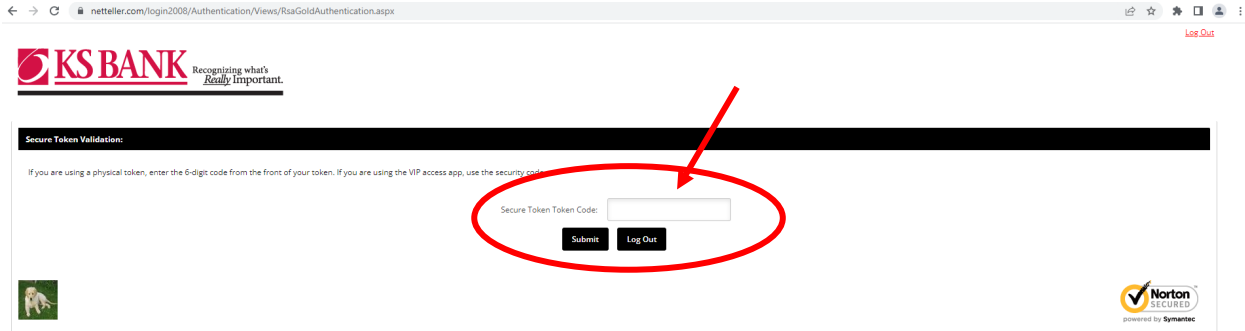 netteller.com/login2008/Authentication/Views/RsaGoldAuthentication.aspx
Log Out
KS BANK Recognizing what's
Really Important.
Secure Token Validation:
If you are using a physical token, enter the 6-digit code from the front of your token. If you are using the VIP access app, use the security code
Secure Token Token Code:
Submit Log Out
Norton
SECURED
powered by Symantec